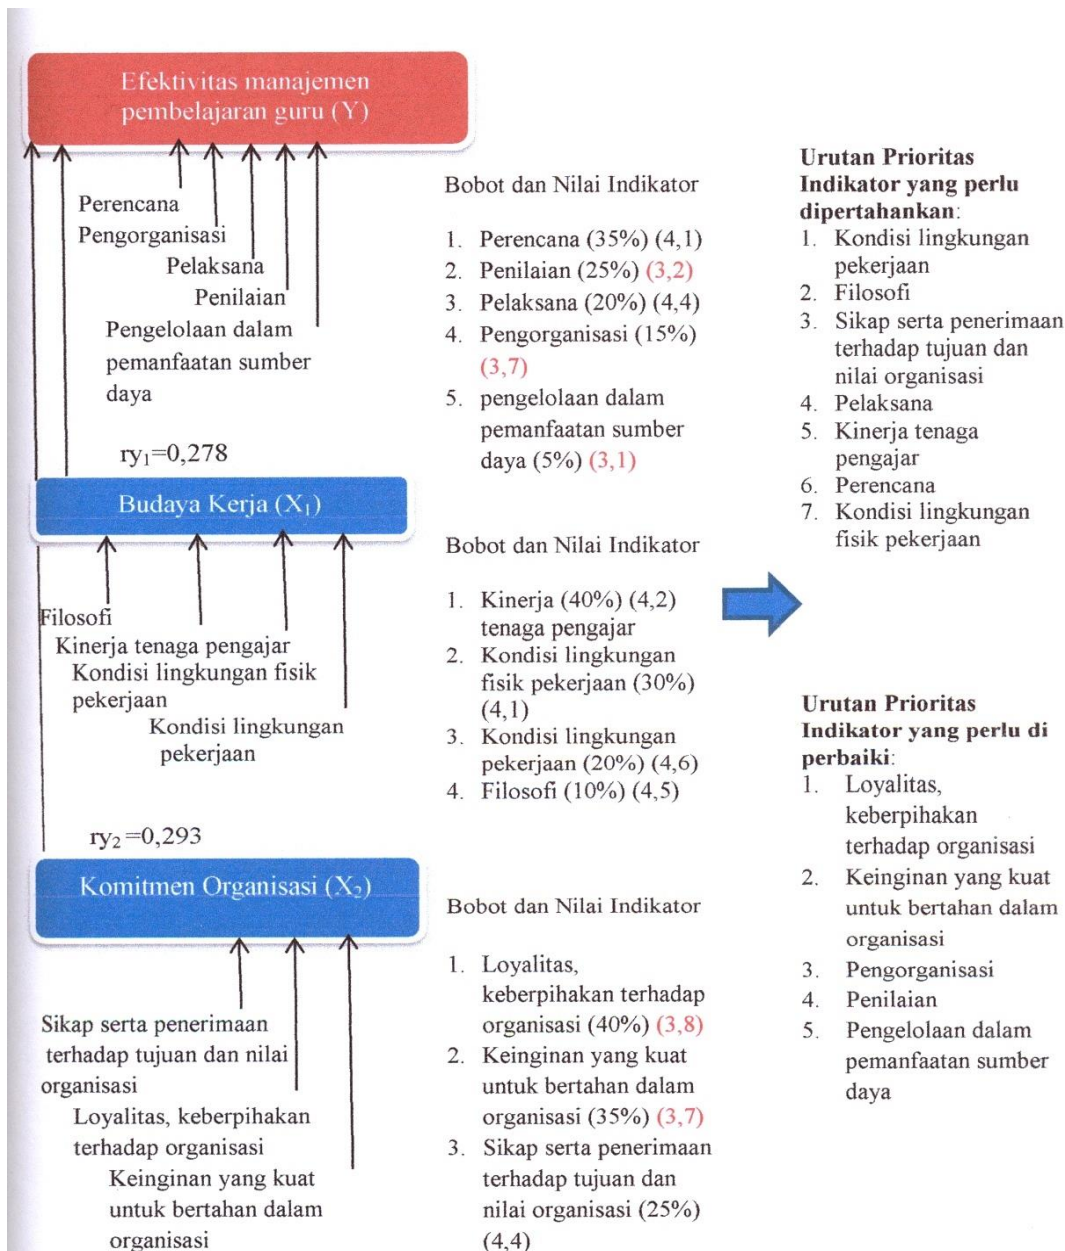 Efektivitas manajemen
pembelajaran guru (Y)
Perencana
Pengorganisasi
Pelaksana
Penilaian
Pengelolaan dalam
pemanfaatan sumber
daya
ry₁=0,278
Budaya Kerja (X₁)
Filosofi
Kinerja tenaga pengajar
Kondisi lingkungan fisik
pekerjaan
Kondisi lingkungan
pekerjaan
ry₂ =0,293
Komitmen Organisasi (X₂)
Sikap serta penerimaan
terhadap tujuan dan nilai
organisasi
Loyalitas, keberpihakan
terhadap organisasi
Keinginan yang kuat
untuk bertahan dalam
organisasi
Bobot dan Nilai Indikator
1. Perencana (35%) (4,1)
2. Penilaian (25%) (3,2)
3. Pelaksana (20%) (4,4)
4. Pengorganisasi (15%)
(3,7)
5. pengelolaan dalam
pemanfaatan sumber
daya (5%) (3,1)
Bobot dan Nilai Indikator
1. Kinerja (40%) (4,2)
tenaga pengajar
2. Kondisi lingkungan
fisik pekerjaan (30%)
(4,1)
3. Kondisi lingkungan
pekerjaan (20%) (4,6)
4. Filosofi (10%) (4,5)
Bobot dan Nilai Indikator
1. Loyalitas,
keberpihakan terhadap
organisasi (40%) (3,8)
2. Keinginan yang kuat
untuk bertahan dalam
organisasi (35%) (3,7)
3. Sikap serta penerimaan
terhadap tujuan dan
nilai organisasi (25%)
(4,4)
Urutan Prioritas
Indikator yang perlu
dipertahankan:
1. Kondisi lingkungan
pekerjaan
2. Filosofi
3. Sikap serta penerimaan
terhadap tujuan dan
nilai organisasi
4. Pelaksana
5. Kinerja tenaga
pengajar
6. Perencana
7. Kondisi lingkungan
fisik pekerjaan
Urutan Prioritas
Indikator yang perlu di
perbaiki:
1. Loyalitas,
keberpihakan
terhadap organisasi
2. Keinginan yang kuat
untuk bertahan dalam
organisasi
3. Pengorganisasi
4. Penilaian
5. Pengelolaan dalam
pemanfaatan sumber
daya